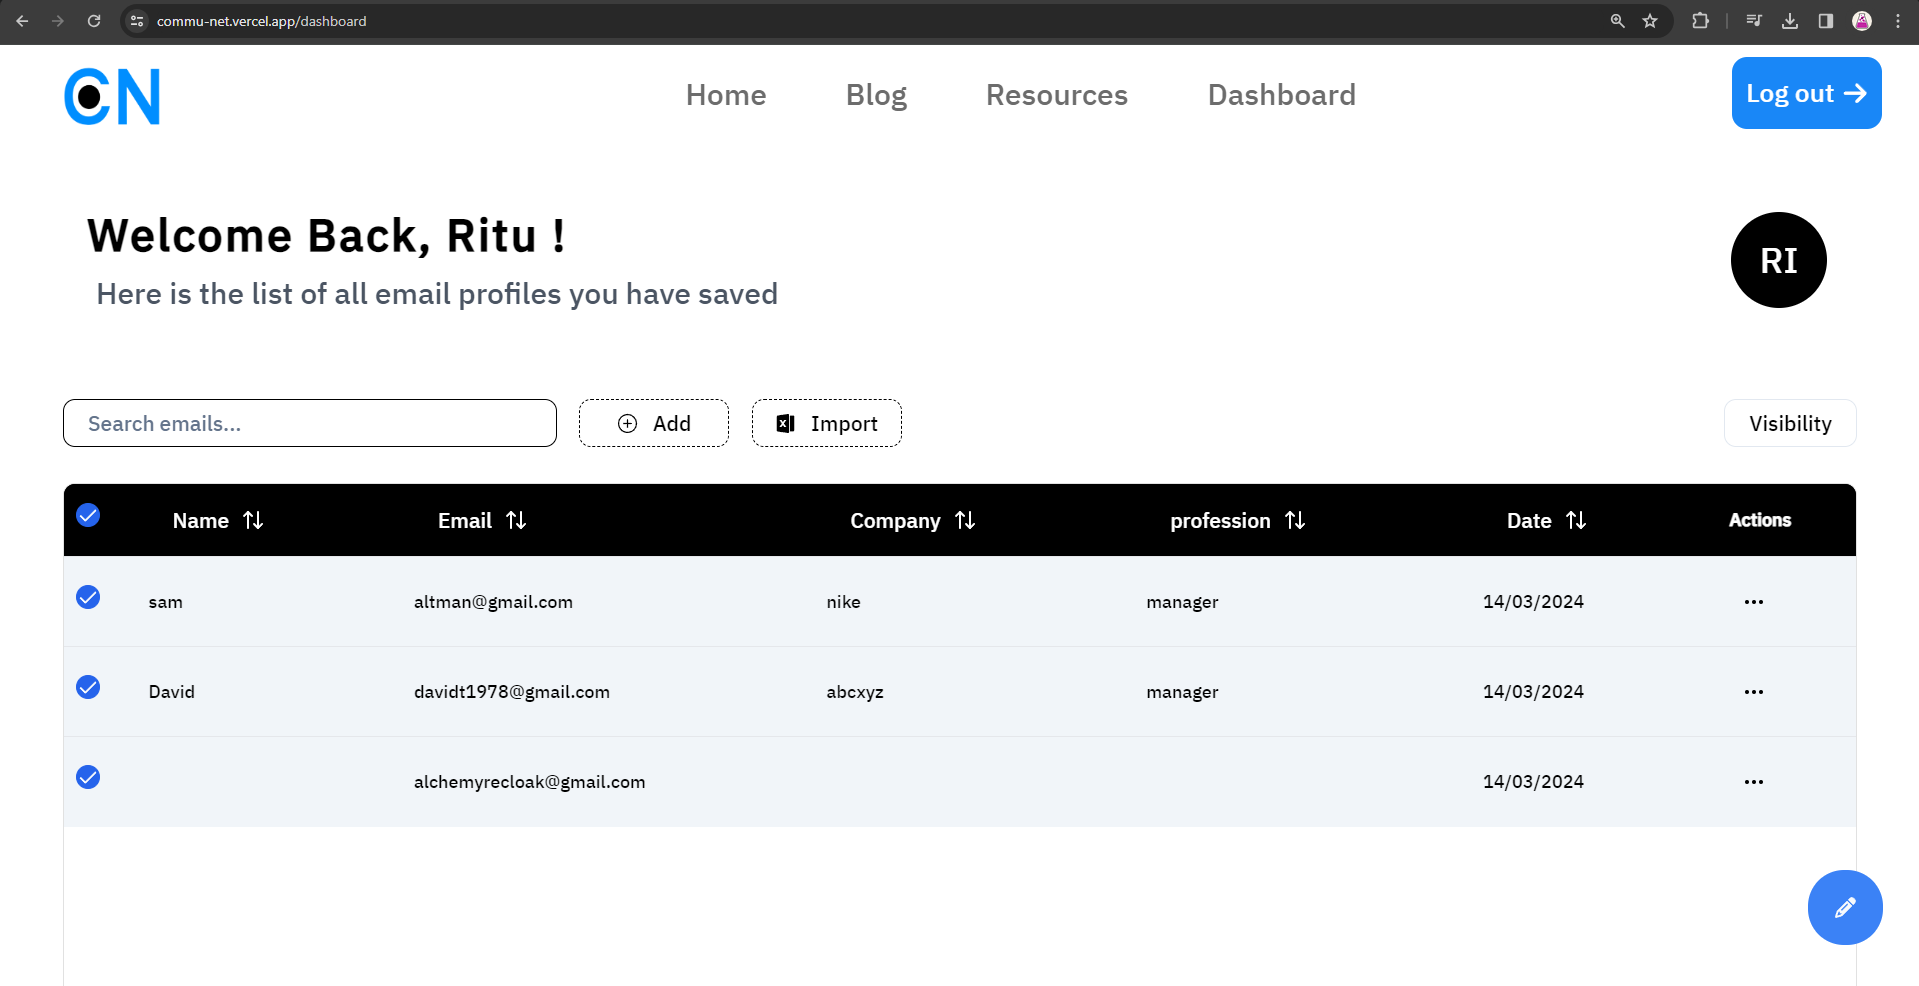 commu-net.vercel.app/dashboard
CN Home Blog Resources Dashboard Log out
Welcome Back, Ritu !
RI
Here is the list of all email profiles you have saved
Search emails... Add Import Visibility
Name Email Company profession Date Actions
sam altman@gmail.com nike manager 14/03/2024
David davidt1978@gmail.com abcxyz manager 14/03/2024
alchemyrecloak@gmail.com 14/03/2024